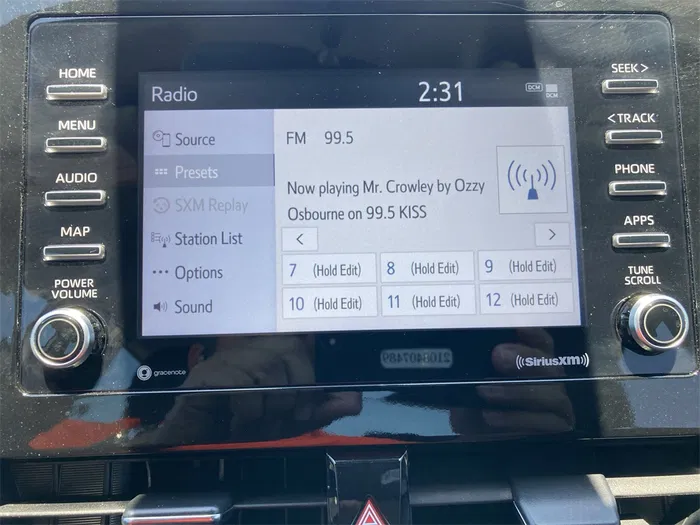 HOME
MENU
AUDIO
MAP
POWER
VOLUME
Radio
2:31
DCM
DCM
Source
Presets
SXM Replay
Station List
Options
Sound
FM 99.5
Now playing Mr. Crowley by Ozzy
Osbourne on 99.5 KISS
<
>
7 (Hold Edit)
8 (Hold Edit)
9 (Hold Edit)
10 (Hold Edit)
11 (Hold Edit)
12 (Hold Edit)
SEEK >
< TRACK
PHONE
APPS
TUNE
SCROLL
gracenote
((SiriusXM))